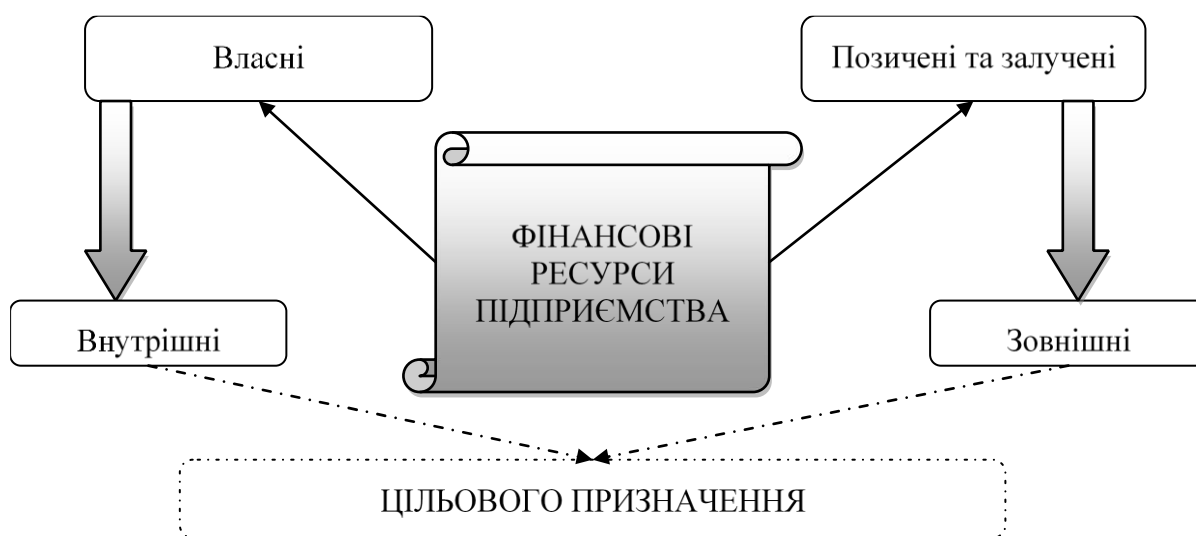 Власні
Позичені та залучені
ФІНАНСОВІ
РЕСУРСИ
ПІДПРИЄМСТВА
Внутрішні
Зовнішні
ЦІЛЬОВОГО ПРИЗНАЧЕННЯ